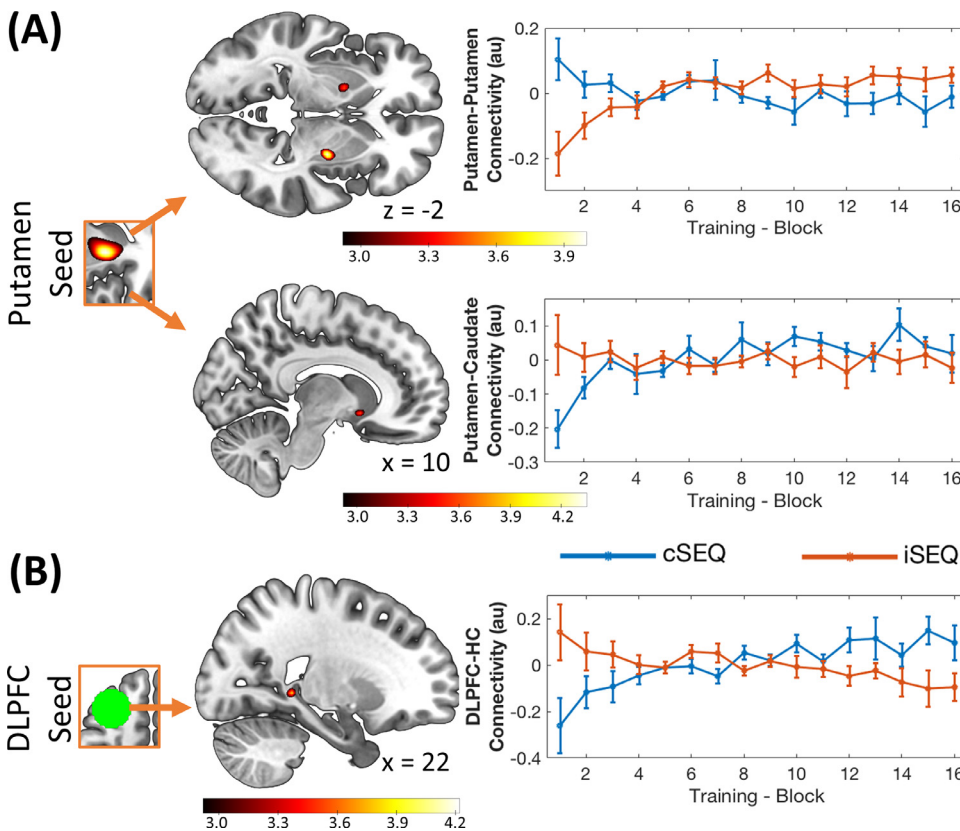 (A)
Putamen
Seed
z = -2
3.0 3.3 3.6 3.9
Putamen-Putamen
Connectivity (au)
0.2
0
-0.2
2 4 6 8 10 12 14 16
Training - Block
x = 10
3.0 3.3 3.6 3.9 4.2
Putamen-Caudate
Connectivity (au)
0.1
0
-0.1
-0.2
-0.3
2 4 6 8 10 12 14 16
Training - Block
cSEQ iSEQ
(B)
DLPFC
Seed
x = 22
3.0 3.3 3.6 3.9 4.2
DLPFC-HC
Connectivity (au)
0.2
0
-0.2
-0.4
2 4 6 8 10 12 14 16
Training - Block